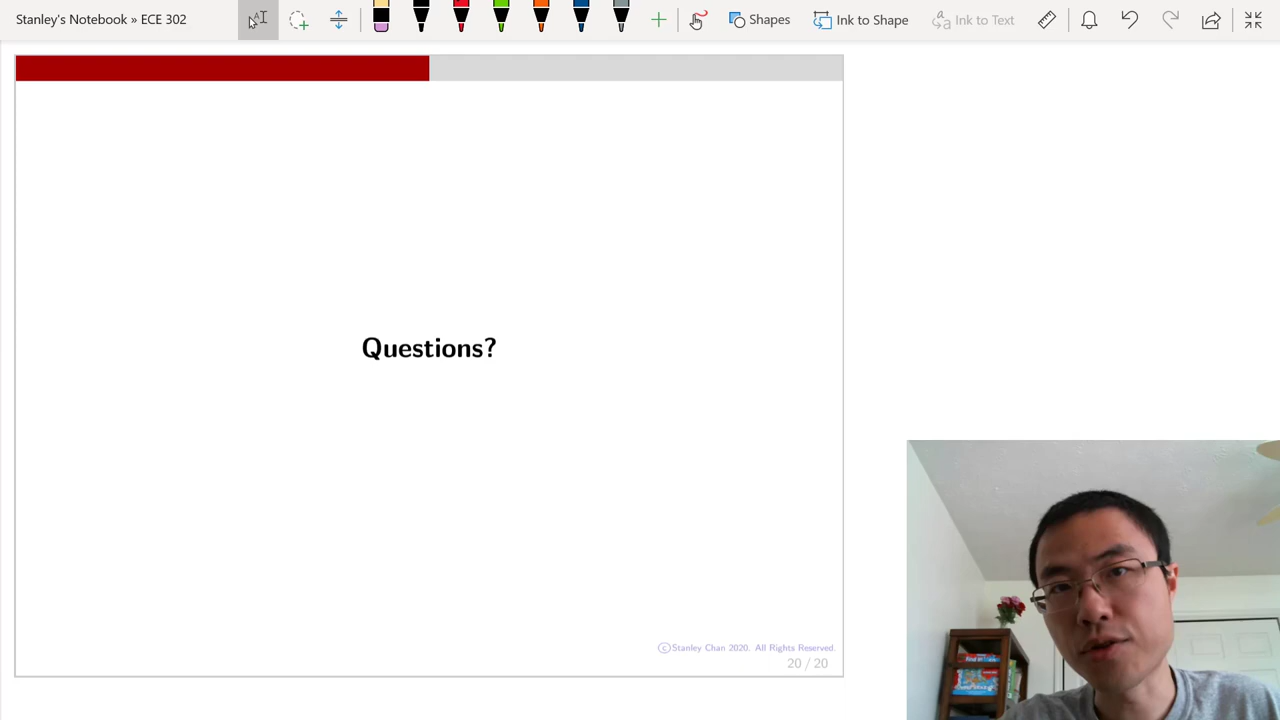 Stanley's Notebook » ECE 302
Shapes
Ink to Shape
Ink to Text
Questions?
©Stanley Chan 2020. All Rights Reserved.
20 / 20